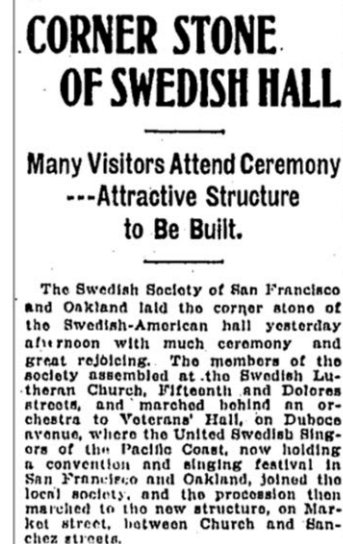 CORNER STONE
OF SWEDISH HALL
Many Visitors Attend Ceremony
---Attractive Structure
to Be Built.
The Swedish Society of San Francisco
and Oakland laid the corner stone of
the Swedish-American hall yesterday
afternoon with much ceremony and
great rejoicing. The members of the
society assembled at the Swedish Lu-
theran Church, Fifteenth and Dolores
streets, and marched behind an or-
chestra to Veterans' Hall, on Duboce
avenue, where the United Swedish Sing-
ers of the Pacific Coast, now holding
a convention and singing festival in
San Francisco and Oakland, joined the
local society, and the procession then
marched to the new structure, on Mar-
ket street, between Church and San-
chez streets.